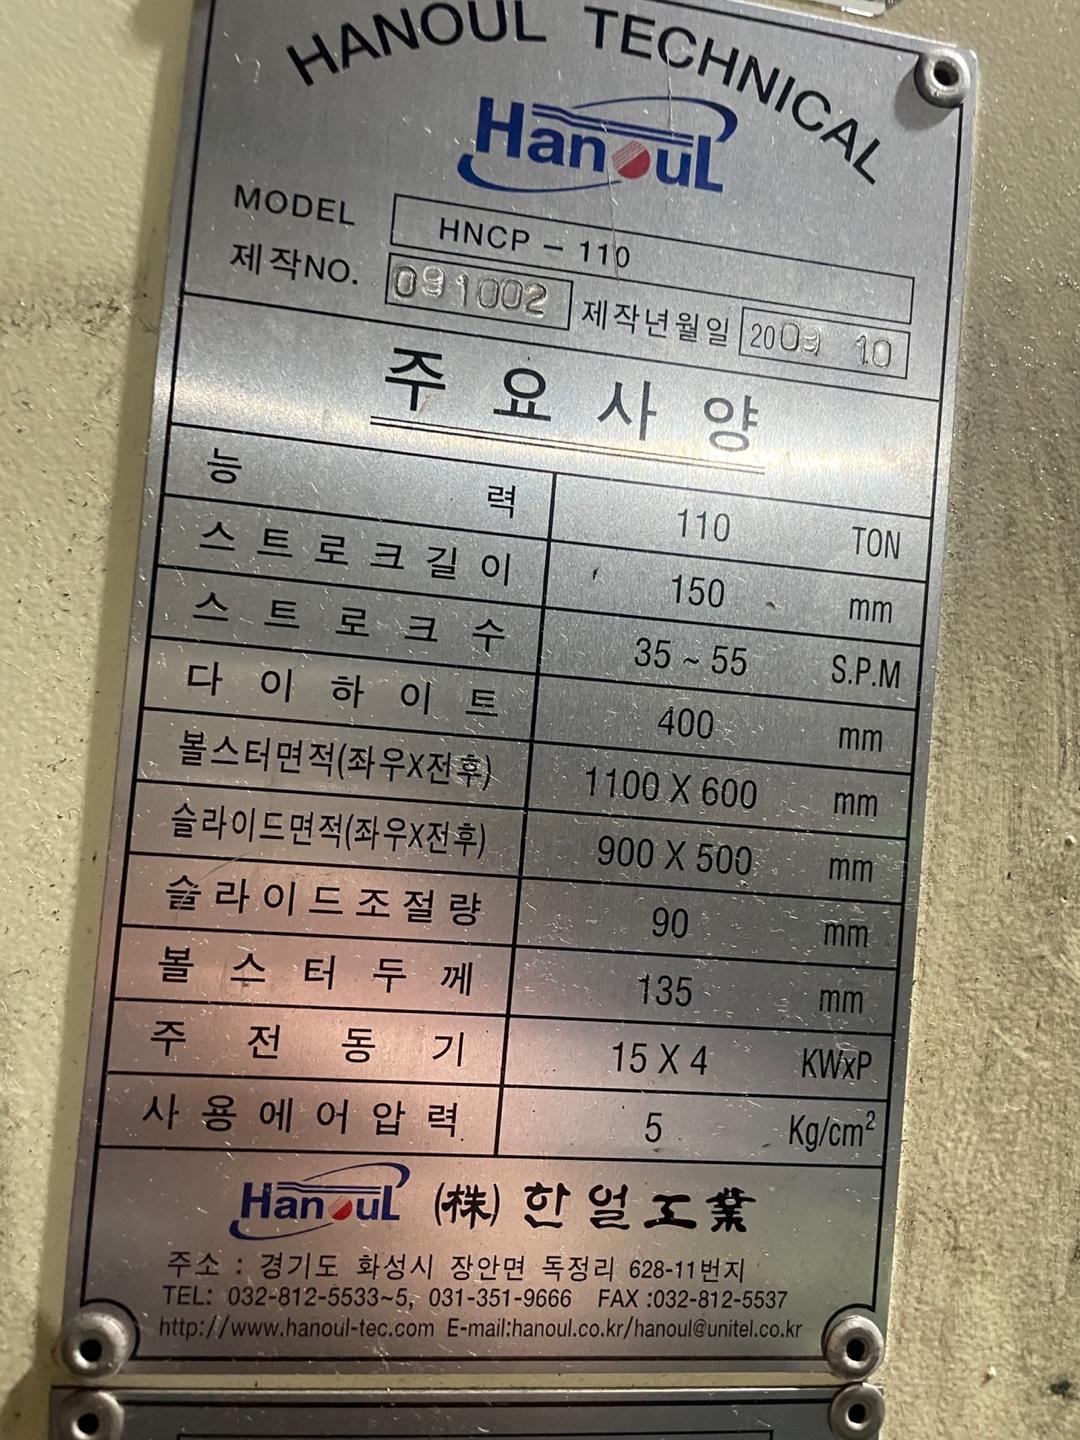 HANOUL TECHNICAL
HanouL
MODEL HNCP - 110
제작NO. 091002 제작년월일 2009 10
주요사양
능력 110 TON
스트로크길이 150 mm
스트로크수 35 ~ 55 S.P.M
다이하이트 400 mm
볼스터면적(좌우X전후) 1100 X 600 mm
슬라이드면적(좌우X전후) 900 X 500 mm
슬라이드조절량 90 mm
볼스터두께 135 mm
주전동기 15 X 4 KWxP
사용에어압력 5 Kg/cm²
HanouL (株) 한얼工業
주소 : 경기도 화성시 장안면 독정리 628-11번지
TEL: 032-812-5533~5, 031-351-9666 FAX :032-812-5537
http://www.hanoul-tec.com E-mail:hanoul.co.kr/hanoul@unitel.co.kr